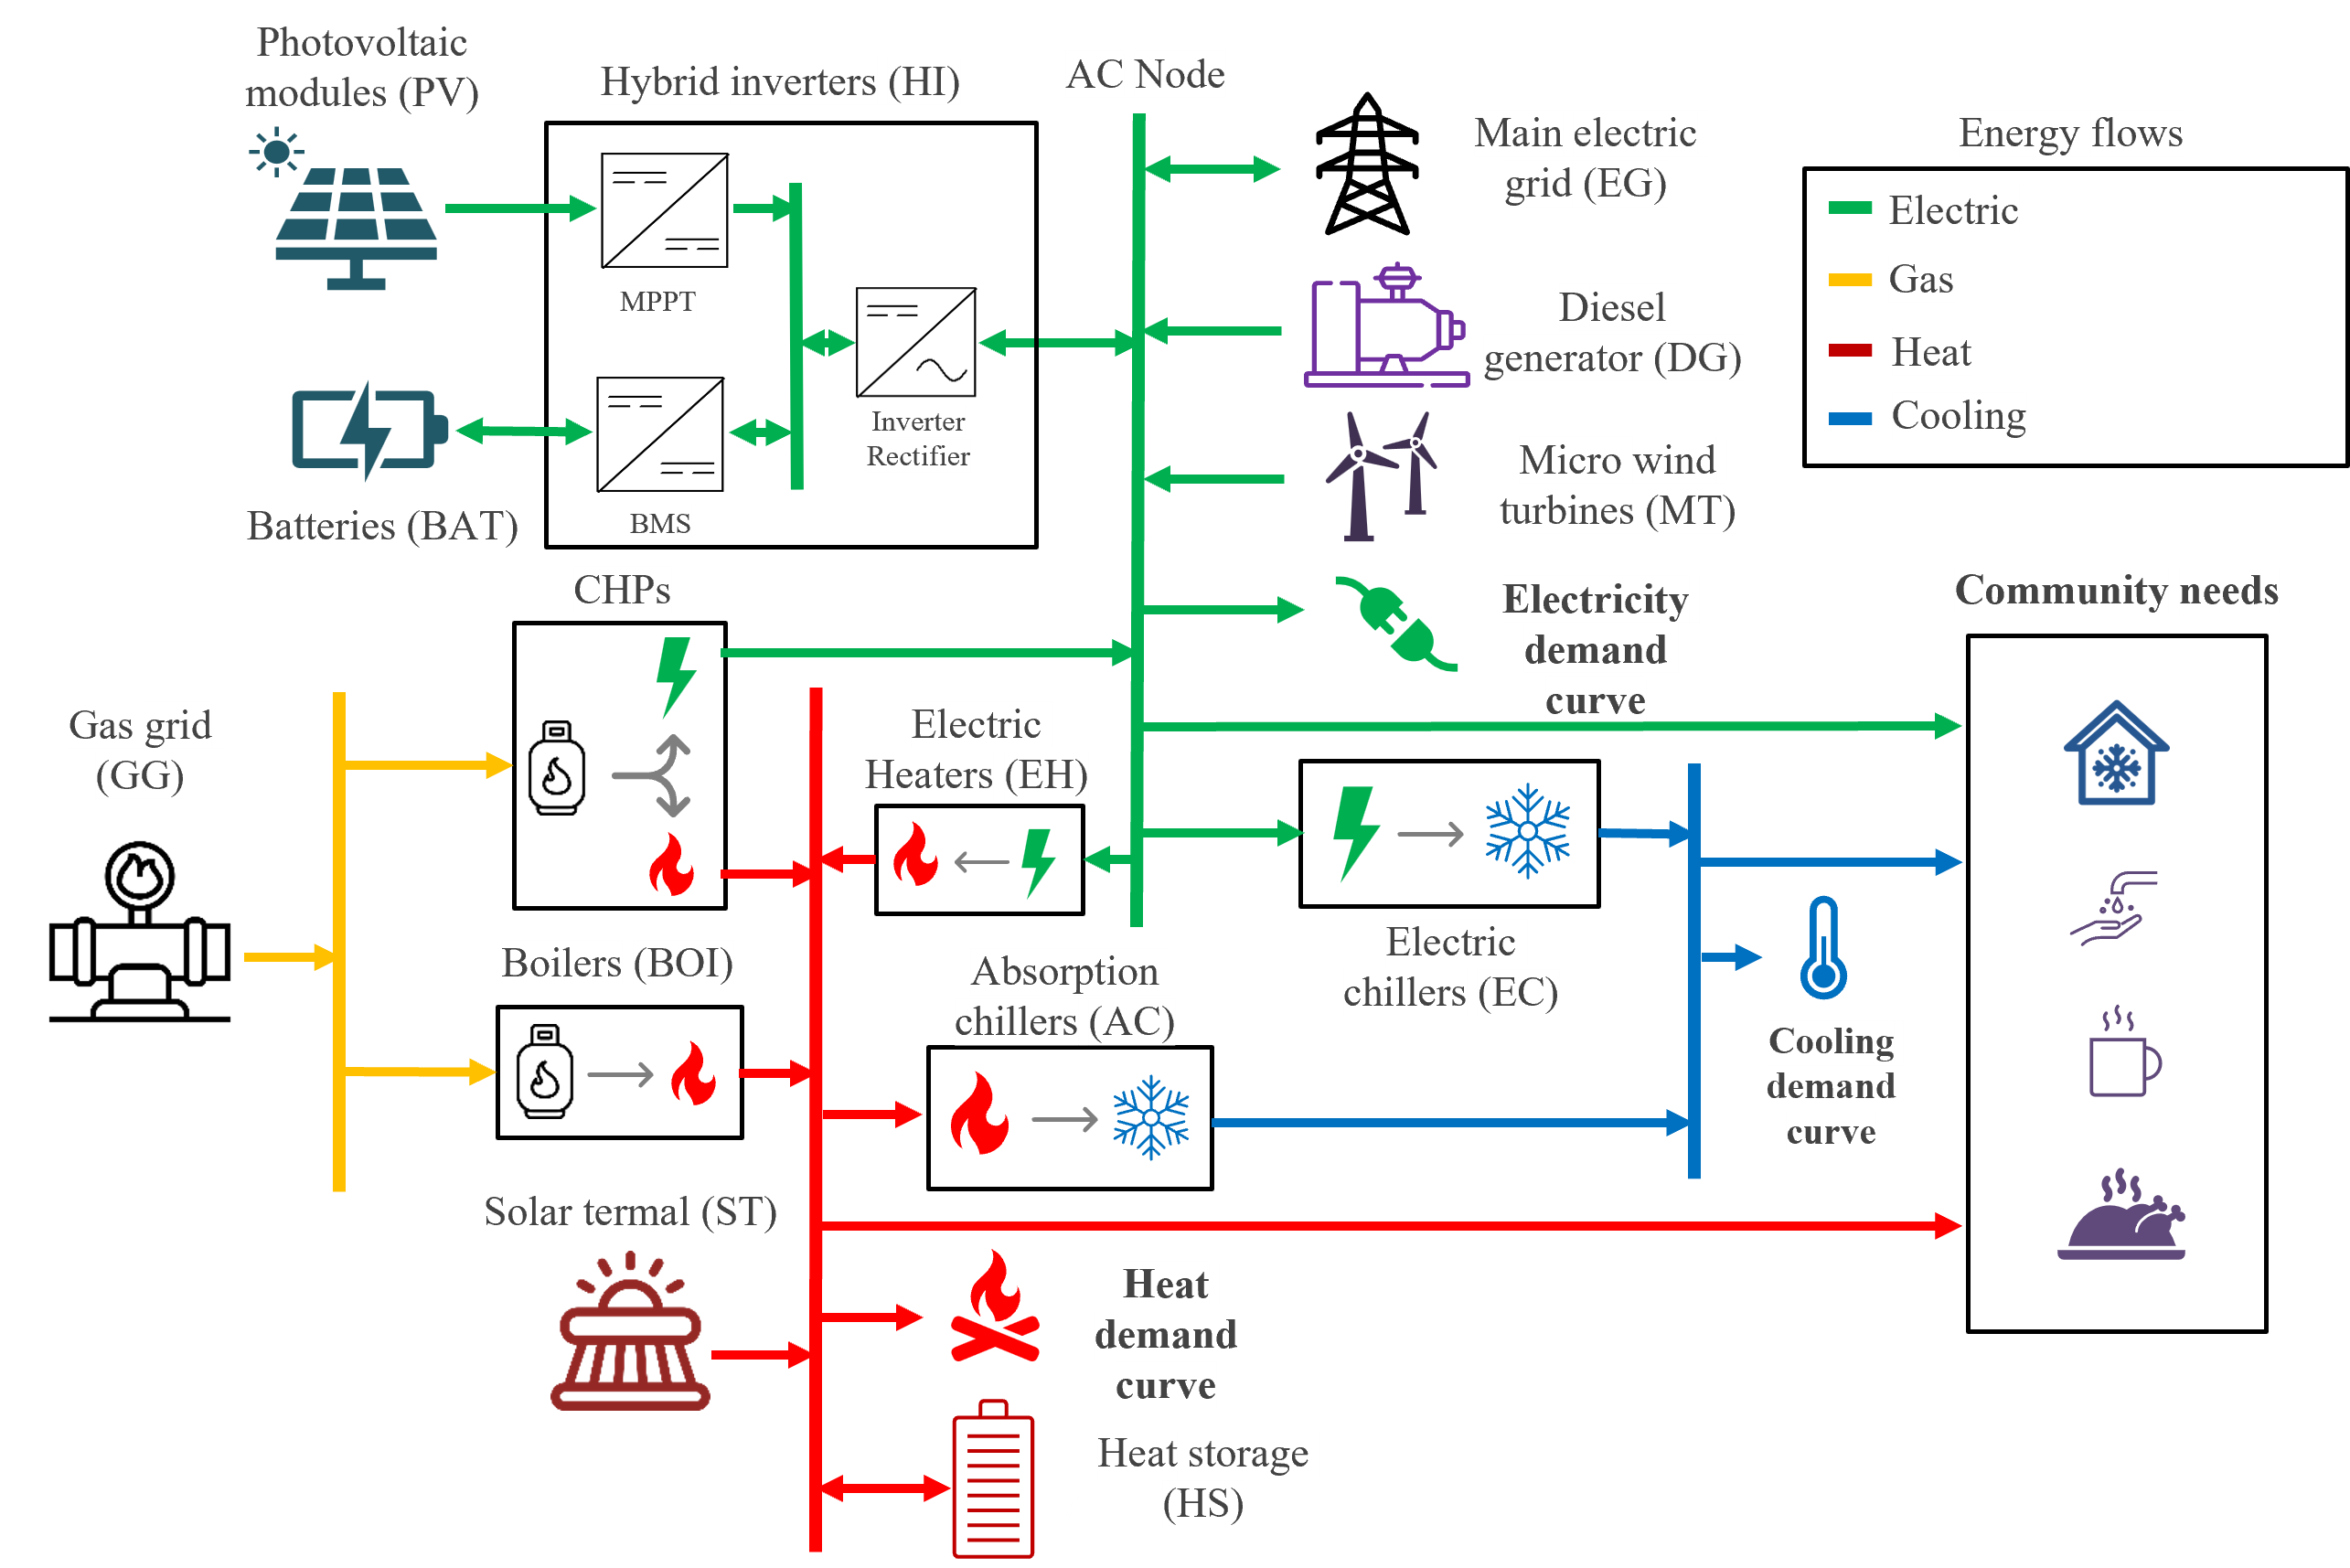 Photovoltaic
modules (PV)
Hybrid inverters (HI)
AC Node
Main electric
grid (EG)
Energy flows
Electric
Gas
Heat
Cooling
MPPT
Diesel
generator (DG)
Inverter
Rectifier
Batteries (BAT)
BMS
Micro wind
turbines (MT)
CHPs
Electricity
demand
curve
Community needs
Gas grid
(GG)
Electric
Heaters (EH)
Boilers (BOI)
Absorption
chillers (AC)
Electric
chillers (EC)
Cooling
demand
curve
Solar termal (ST)
Heat
demand
curve
Heat storage
(HS)